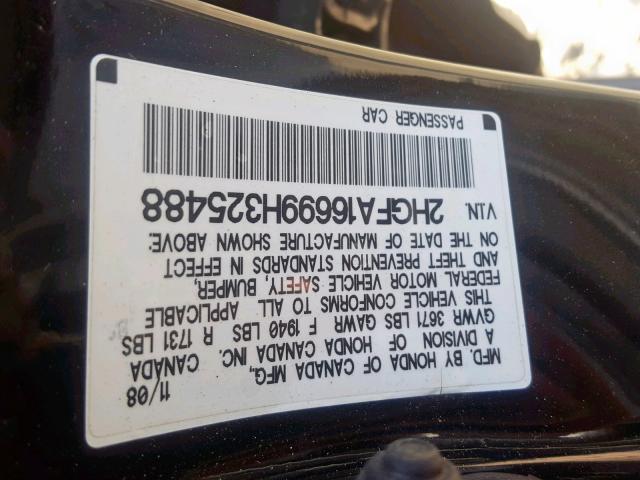 MFD. BY HONDA OF CANADA MFG., 11/08
A DIVISION OF HONDA CANADA INC. CANADA
GVWR 3671 LBS GAWR F 1940 LBS R 1731 LBS
THIS VEHICLE CONFORMS TO ALL APPLICABLE
FEDERAL MOTOR VEHICLE SAFETY, BUMPER,
AND THEFT PREVENTION STANDARDS IN EFFECT
ON THE DATE OF MANUFACTURE SHOWN ABOVE.
V.I.N. 2HGFA16699H325488
PASSENGER CAR